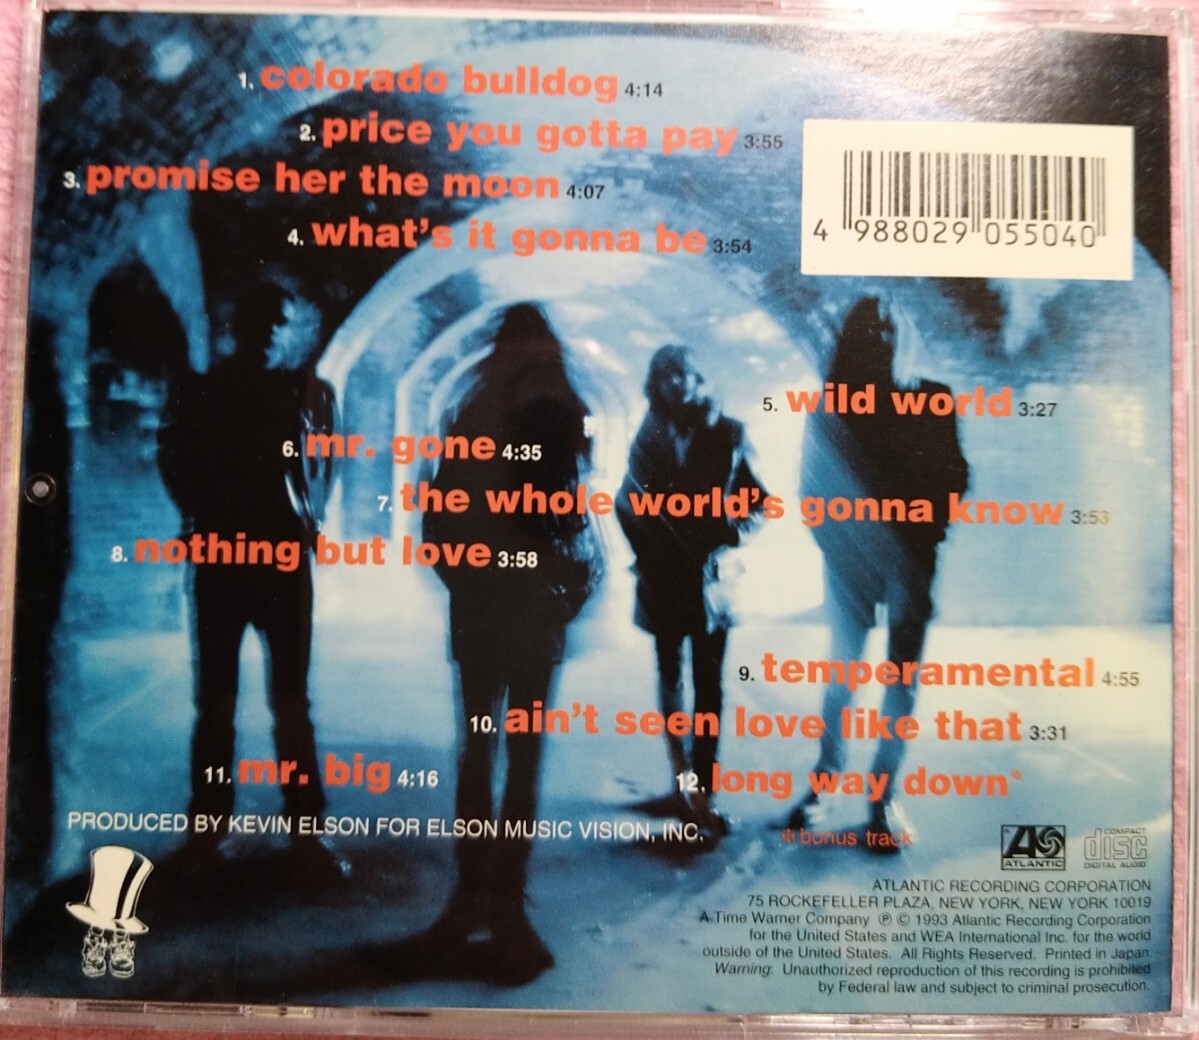 1. colorado bulldog 4:14
2. price you gotta pay 3:55
3. promise her the moon 4:07
4. what's it gonna be 3:54
4 988029 055040
5. wild world 3:27
6. mr. gone 4:35
7. the whole world's gonna know 3:53
8. nothing but love 3:58
9. temperamental 4:55
10. ain't seen love like that 3:31
11. mr. big 4:16
12. long way down*
PRODUCED BY KEVIN ELSON FOR ELSON MUSIC VISION, INC.
* bonus track
ATLANTIC
COMPACT
disc
DIGITAL AUDIO
ATLANTIC RECORDING CORPORATION
75 ROCKEFELLER PLAZA, NEW YORK, NEW YORK 10019
A Time Warner Company ℗ © 1993 Atlantic Recording Corporation
for the United States and WEA International Inc. for the world
outside of the United States. All Rights Reserved. Printed in Japan.
Warning: Unauthorized reproduction of this recording is prohibited
by Federal law and subject to criminal prosecution.